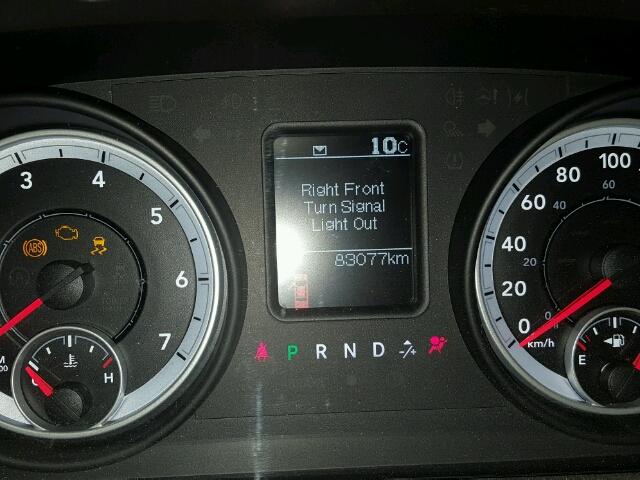 10C
Right Front
Turn Signal
Light Out
83077km
3 4 5 6 7
ABS
C H
P R N D -/+
0 20 40 60 80 100
0 20 40 60
km/h
E